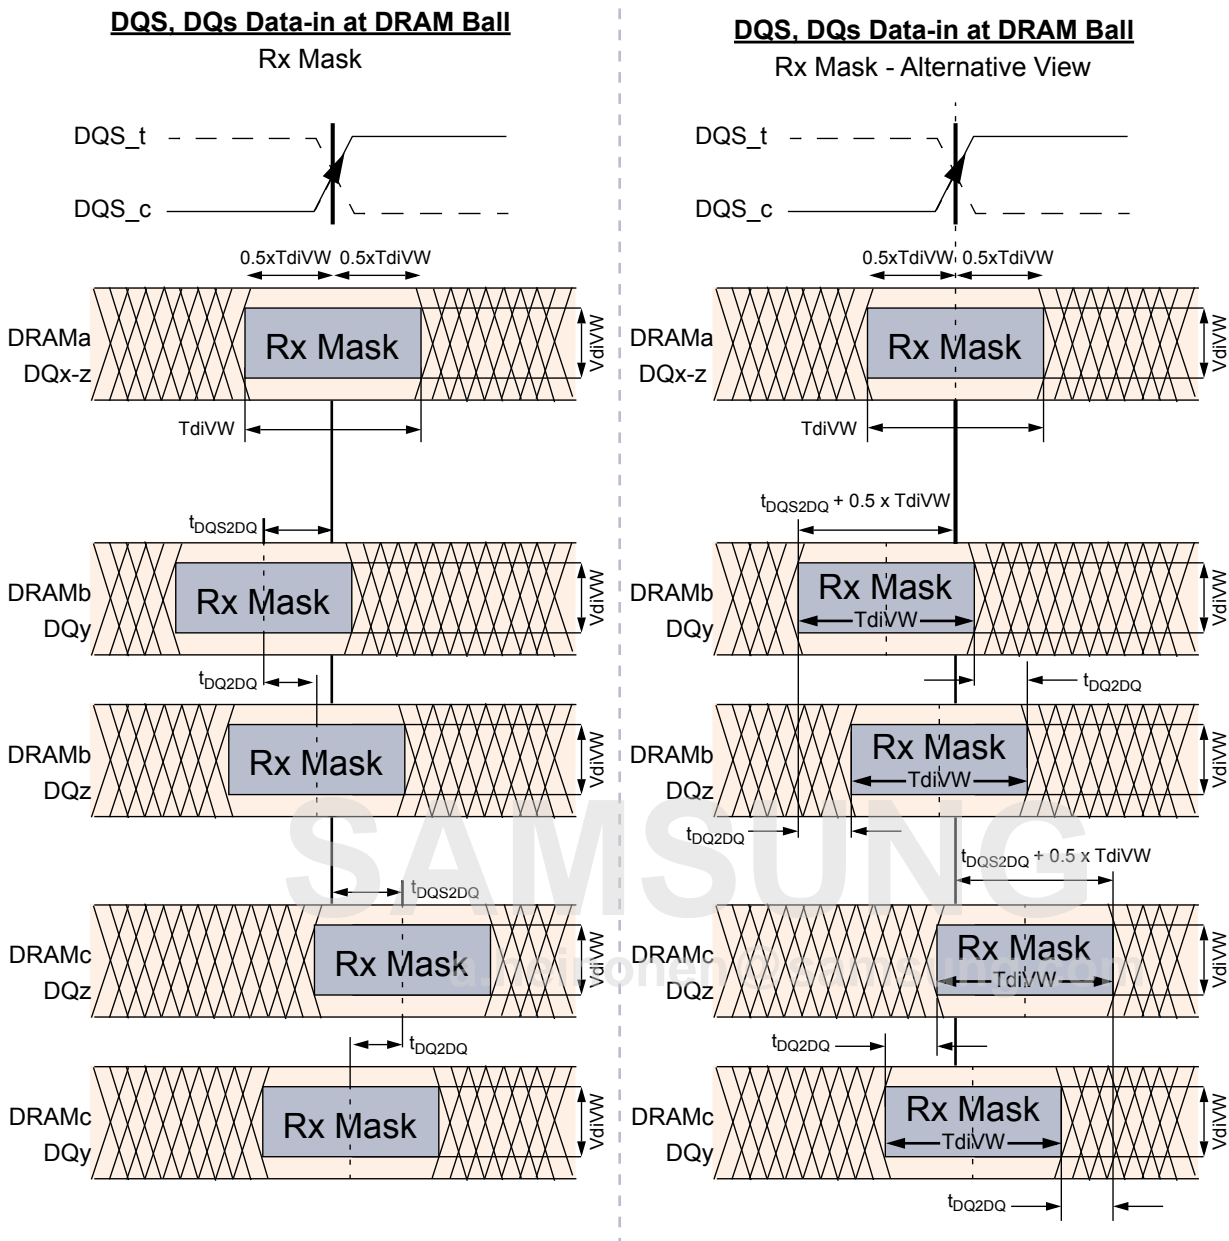 DQS, DQs Data-in at DRAM Ball
Rx Mask
DQS_t
DQS_c
0.5xTdiVW 0.5xTdiVW
DRAMa
DQx-z
Rx Mask
VdiVW
TdiVW
tDQS2DQ
DRAMb
DQy
Rx Mask
VdiVW
tDQ2DQ
DRAMb
DQz
Rx Mask
VdiVW
tDQS2DQ
DRAMc
DQz
Rx Mask
VdiVW
tDQ2DQ
DRAMc
DQy
Rx Mask
VdiVW
DQS, DQs Data-in at DRAM Ball
Rx Mask - Alternative View
DQS_t
DQS_c
0.5xTdiVW 0.5xTdiVW
DRAMa
DQx-z
Rx Mask
VdiVW
TdiVW
tDQS2DQ + 0.5 x TdiVW
DRAMb
DQy
Rx Mask
TdiVW
VdiVW
tDQ2DQ
DRAMb
DQz
Rx Mask
TdiVW
VdiVW
tDQ2DQ
tDQS2DQ + 0.5 x TdiVW
DRAMc
DQz
Rx Mask
TdiVW
VdiVW
tDQ2DQ
DRAMc
DQy
Rx Mask
TdiVW
VdiVW
tDQ2DQ
SAMSUNG
a.heinonen@samsung.com